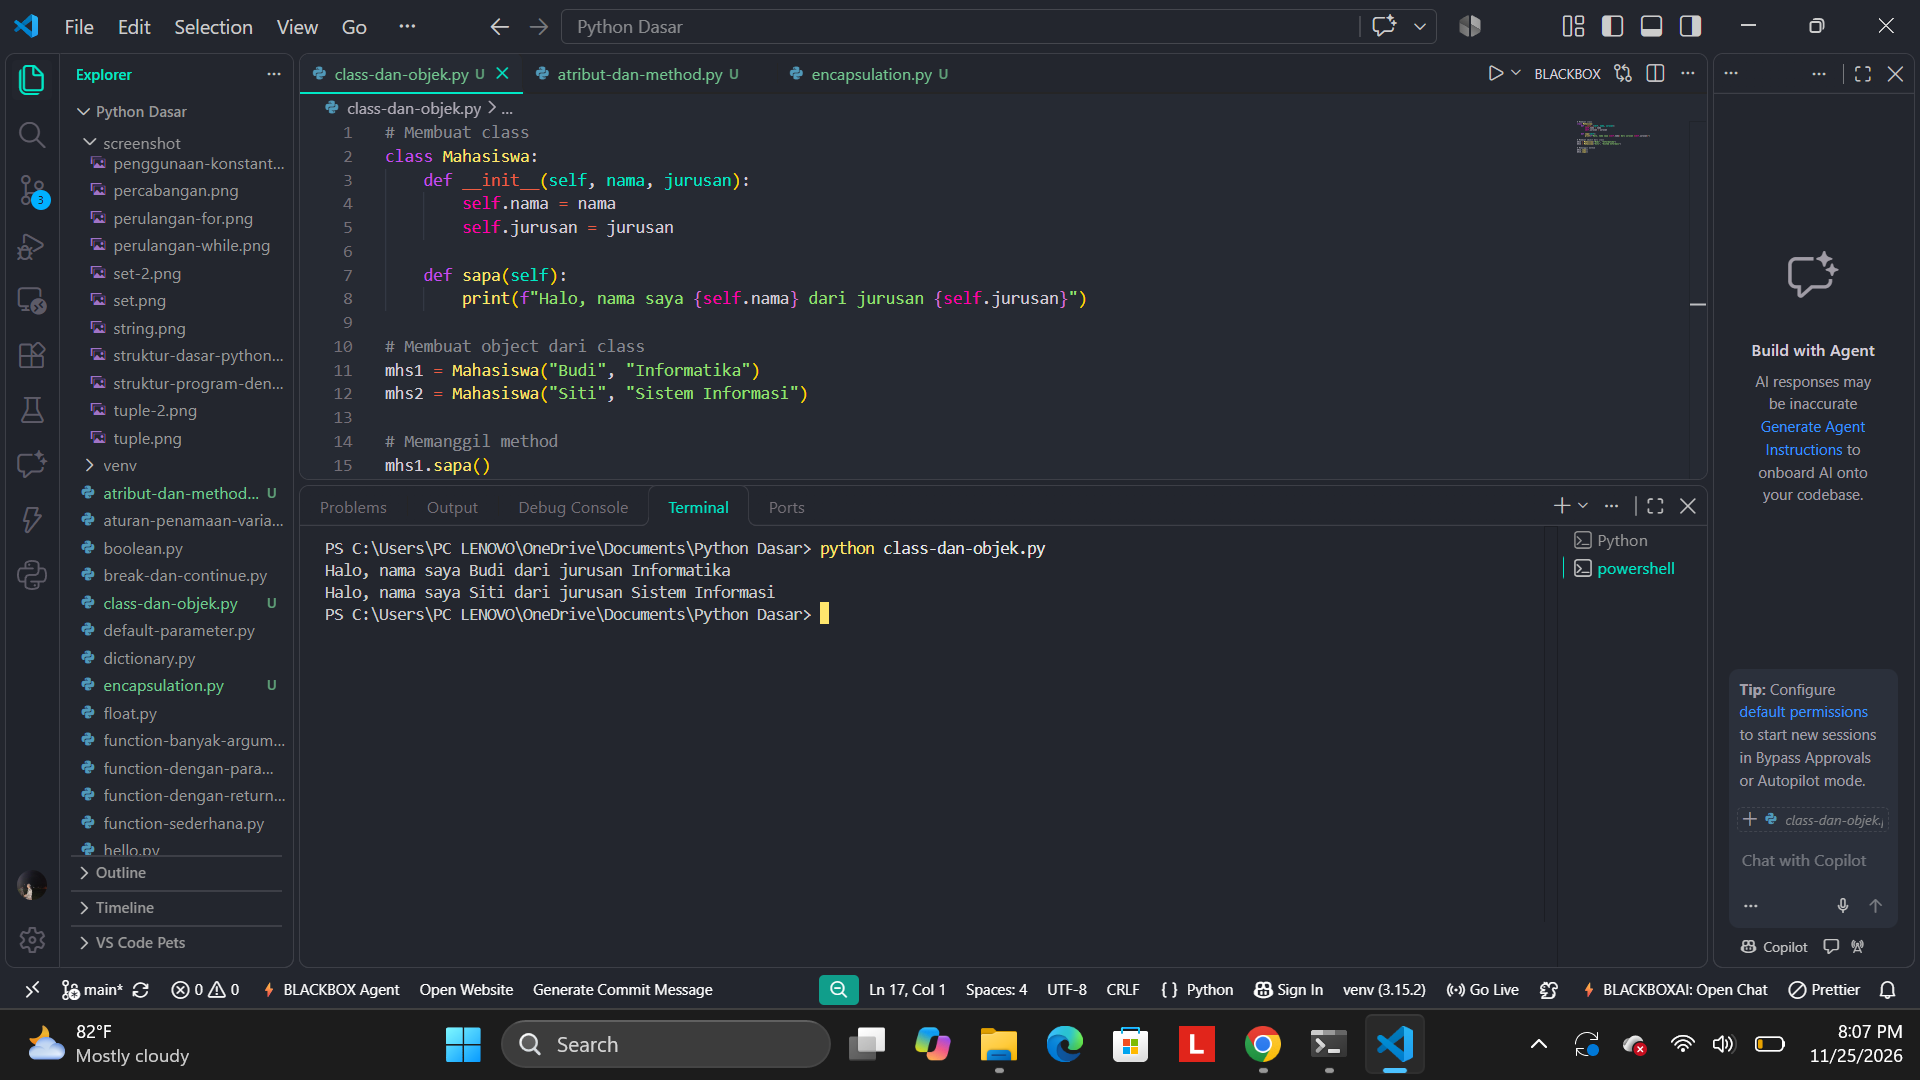 File Edit Selection View Go ...
Python Dasar
Explorer
Python Dasar
screenshot
penggunaan-konstant...
percabangan.png
perulangan-for.png
perulangan-while.png
set-2.png
set.png
string.png
struktur-dasar-python...
struktur-program-den...
tuple-2.png
tuple.png
venv
atribut-dan-method... U
aturan-penamaan-varia...
boolean.py
break-dan-continue.py
class-dan-objek.py U
default-parameter.py
dictionary.py
encapsulation.py U
float.py
function-banyak-argum...
function-dengan-para...
function-dengan-return...
function-sederhana.py
hello.py
Outline
Timeline
VS Code Pets
3
class-dan-objek.py U
atribut-dan-method.py U
encapsulation.py U
BLACKBOX
class-dan-objek.py > ...
1 # Membuat class
2 class Mahasiswa:
3 def __init__(self, nama, jurusan):
4 self.nama = nama
5 self.jurusan = jurusan
6
7 def sapa(self):
8 print(f"Halo, nama saya {self.nama} dari jurusan {self.jurusan}")
9
10 # Membuat object dari class
11 mhs1 = Mahasiswa("Budi", "Informatika")
12 mhs2 = Mahasiswa("Siti", "Sistem Informasi")
13
14 # Memanggil method
15 mhs1.sapa()
Problems Output Debug Console Terminal Ports
PS C:\Users\PC LENOVO\OneDrive\Documents\Python Dasar> python class-dan-objek.py
Halo, nama saya Budi dari jurusan Informatika
Halo, nama saya Siti dari jurusan Sistem Informasi
PS C:\Users\PC LENOVO\OneDrive\Documents\Python Dasar>
Python
powershell
Build with Agent
AI responses may
be inaccurate
Generate Agent
Instructions to
onboard AI onto
your codebase.
Tip: Configure
default permissions
to start new sessions
in Bypass Approvals
or Autopilot mode.
class-dan-objek.p
Chat with Copilot
Copilot
main* 0 0 BLACKBOX Agent Open Website Generate Commit Message
Ln 17, Col 1 Spaces: 4 UTF-8 CRLF {} Python Sign In venv (3.15.2) Go Live BLACKBOXAI: Open Chat Prettier
82°F
Mostly cloudy
Search
L
8:07 PM
11/25/2026